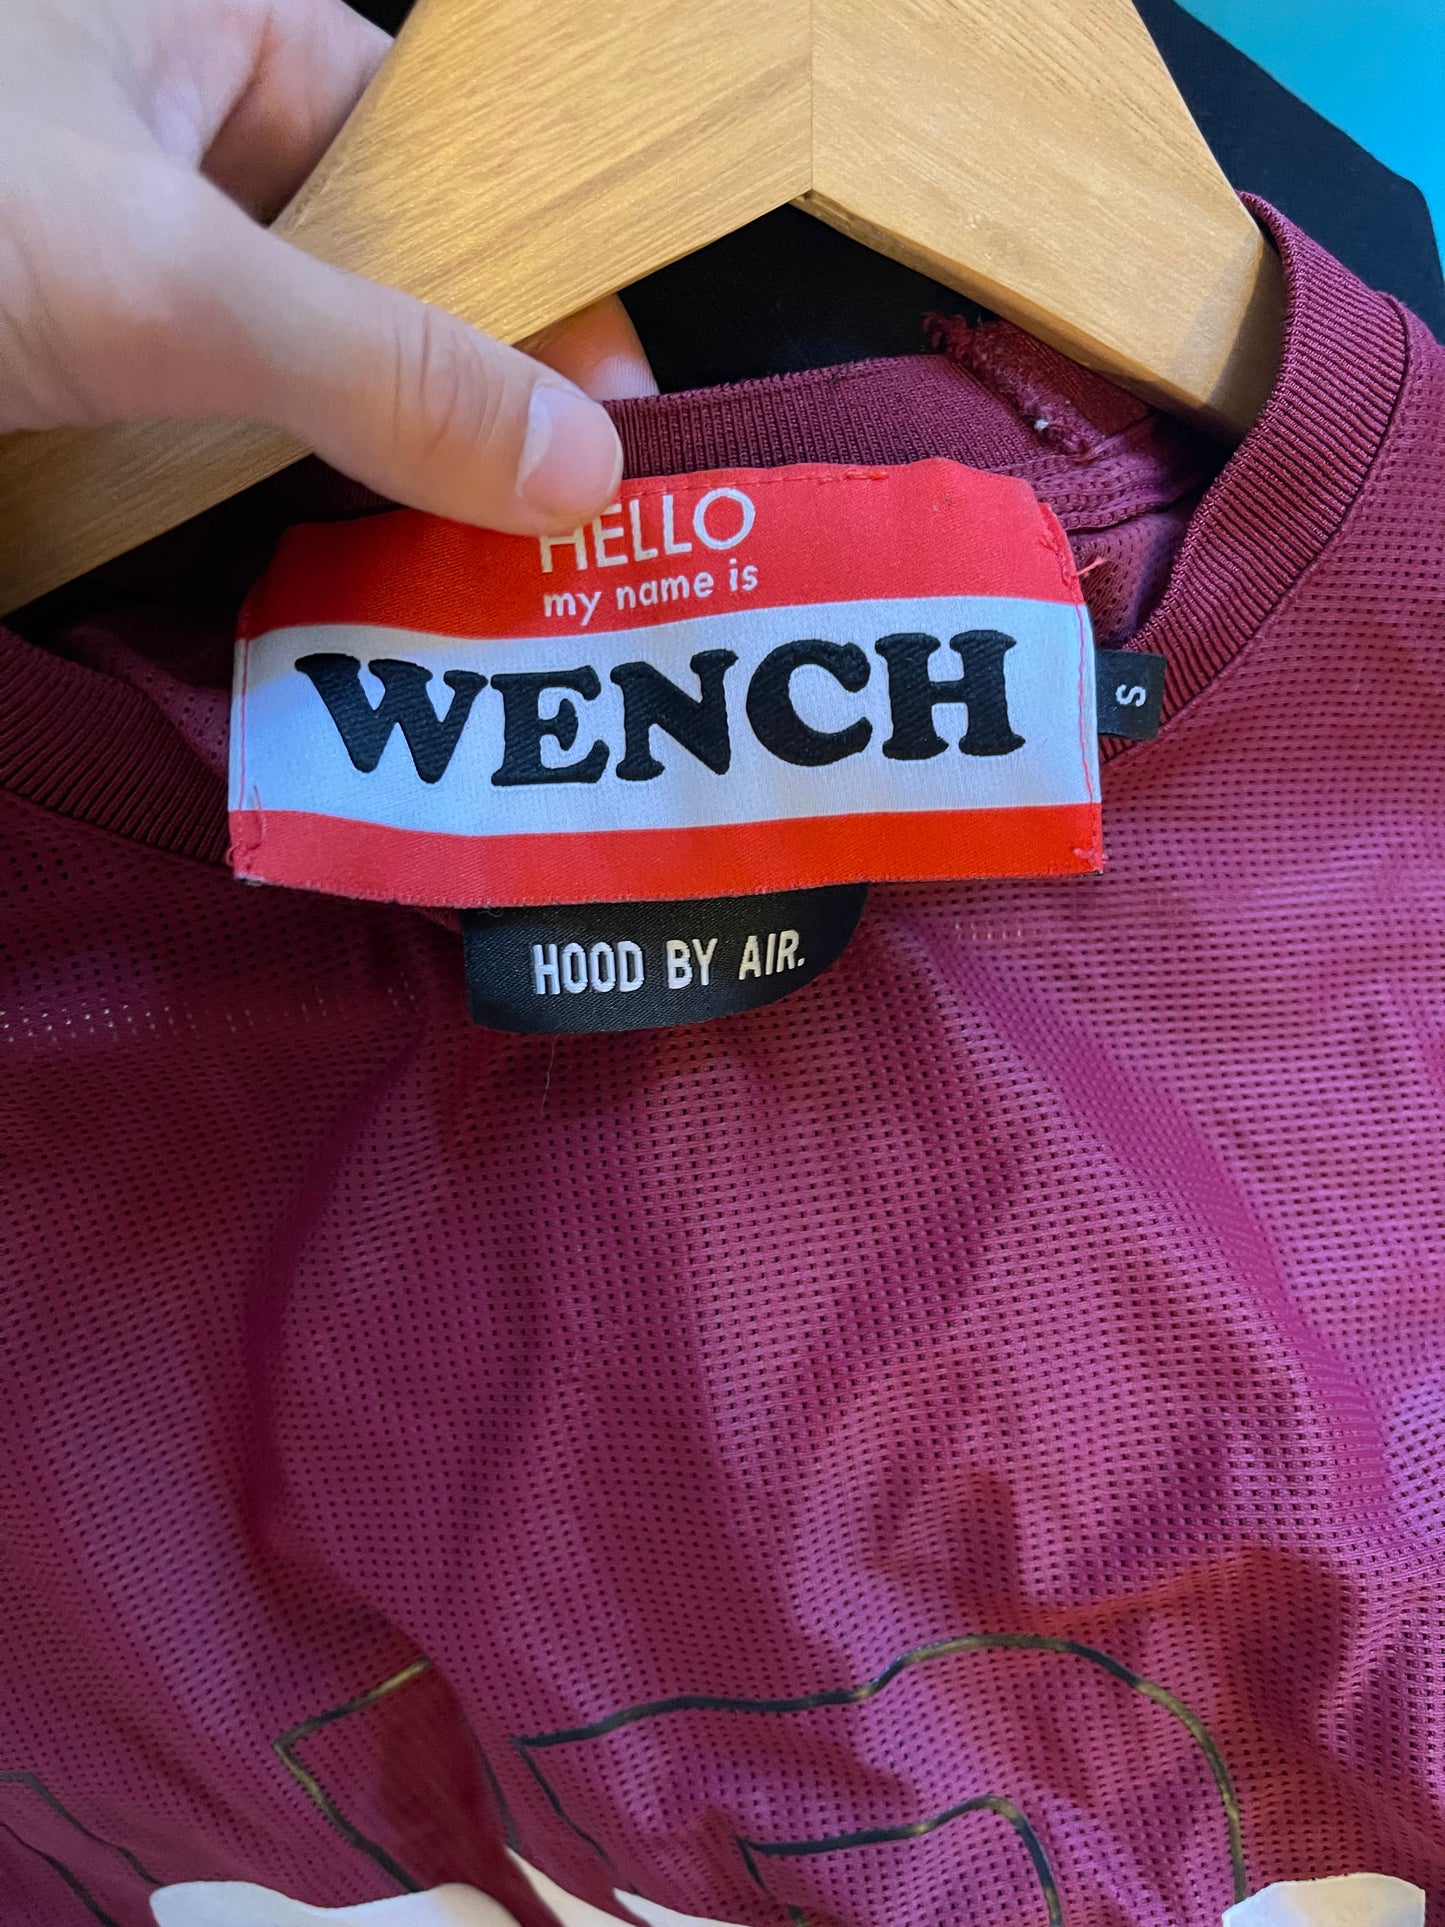 HELLO
my name is
WENCH
S
HOOD BY AIR.